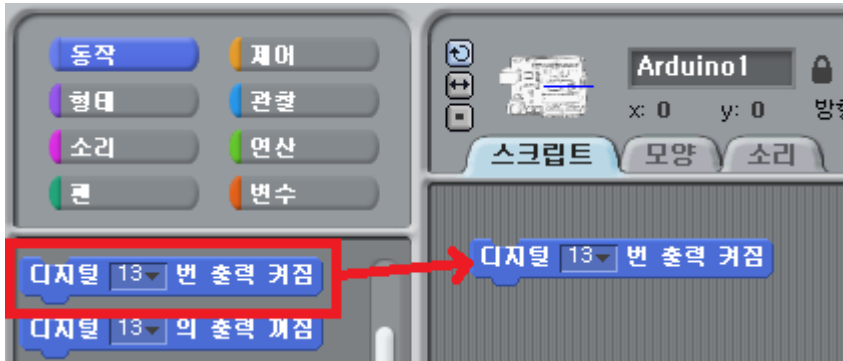 동작
제어
형태
관찰
소리
연산
펜
변수
디지털 13 번 출력 켜짐
디지털 13 의 출력 꺼짐
Arduino1
x: 0 y: 0
스크립트 모양 소리
디지털 13 번 출력 켜짐